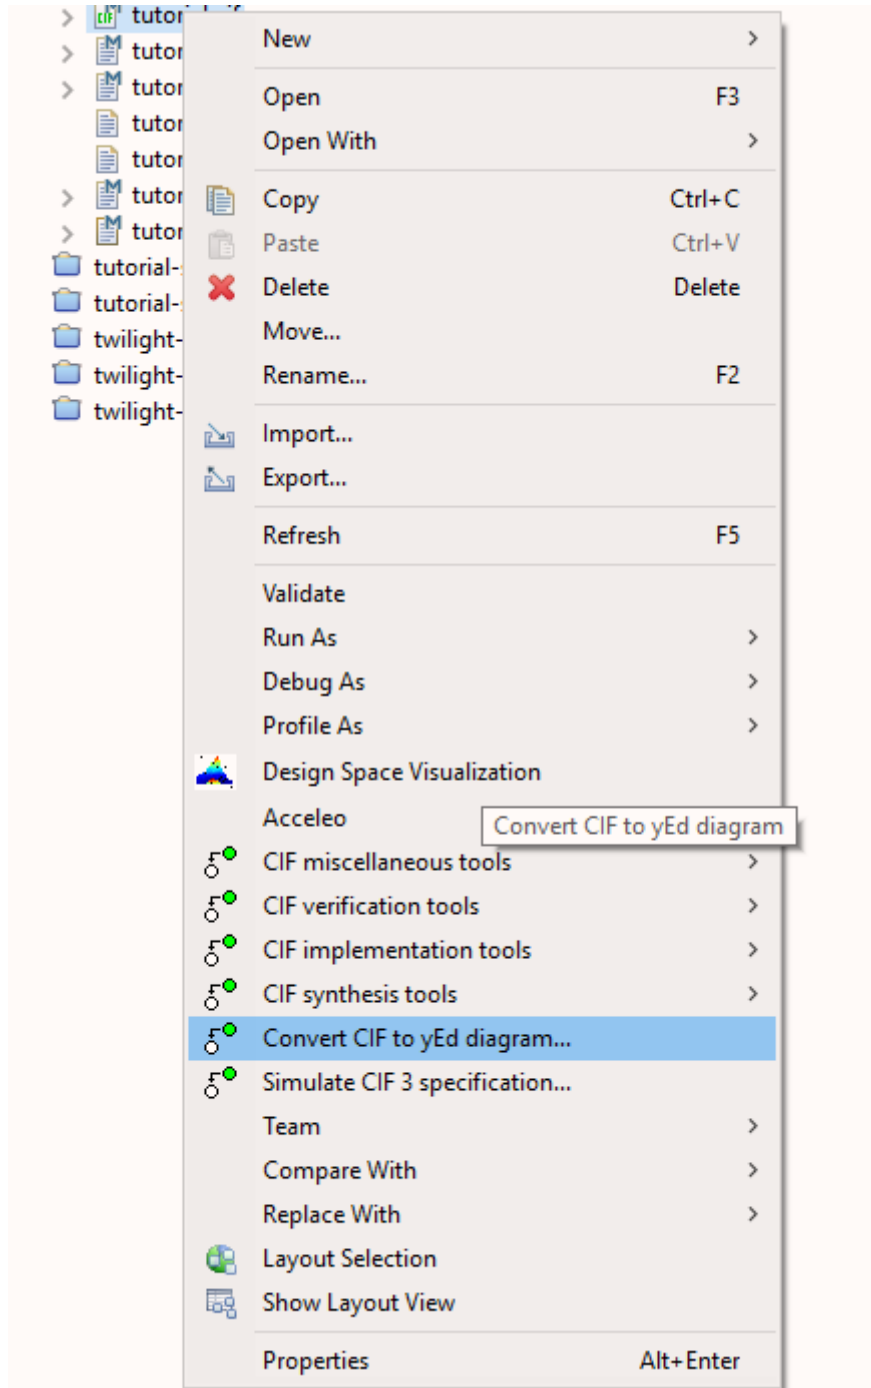 tutor
New
tutor
tutor
Open F3
tutor
Open With
tutor
tutor
Copy Ctrl+C
tutor
Paste Ctrl+V
tutorial-
Delete Delete
tutorial-
twilight-
Move...
twilight-
Rename... F2
twilight-
Import...
Export...
Refresh F5
Validate
Run As
Debug As
Profile As
Design Space Visualization
Acceleo
Convert CIF to yEd diagram
CIF miscellaneous tools
CIF verification tools
CIF implementation tools
CIF synthesis tools
Convert CIF to yEd diagram...
Simulate CIF 3 specification...
Team
Compare With
Replace With
Layout Selection
Show Layout View
Properties Alt+Enter